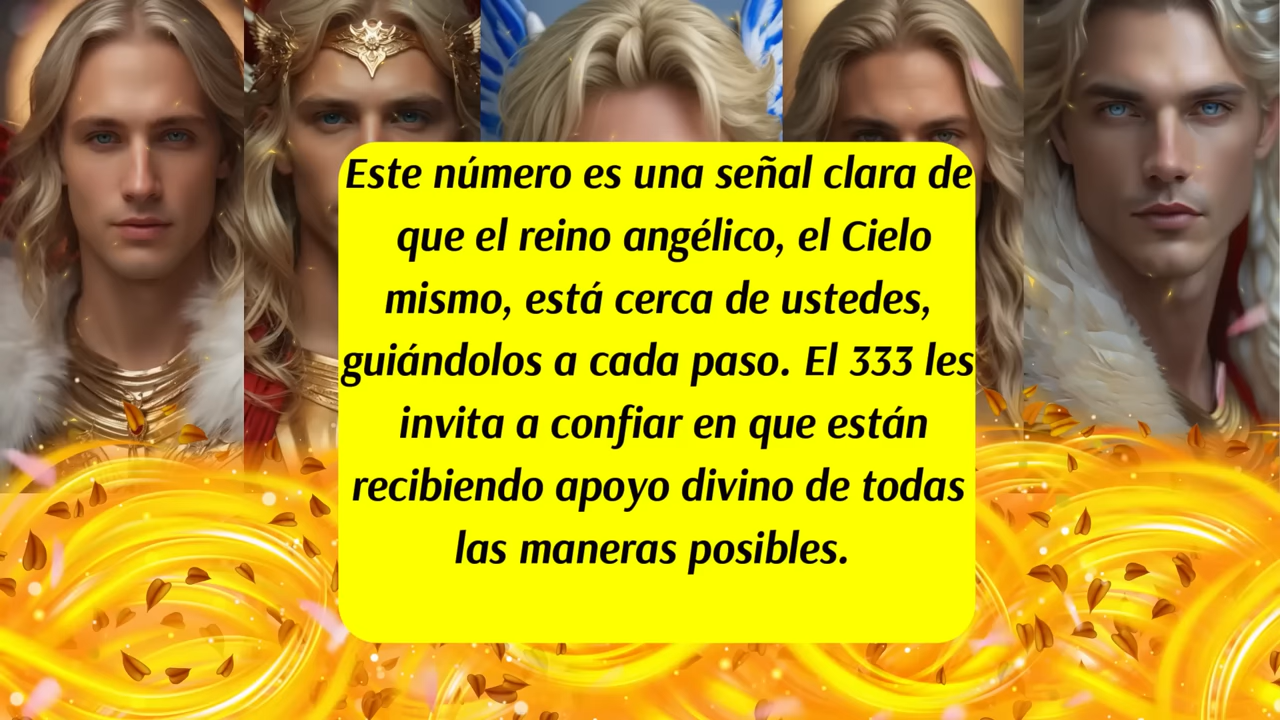 Este número es una señal clara de
que el reino angélico, el Cielo
mismo, está cerca de ustedes,
guiándolos a cada paso. El 333 les
invita a confiar en que están
recibiendo apoyo divino de todas
las maneras posibles.